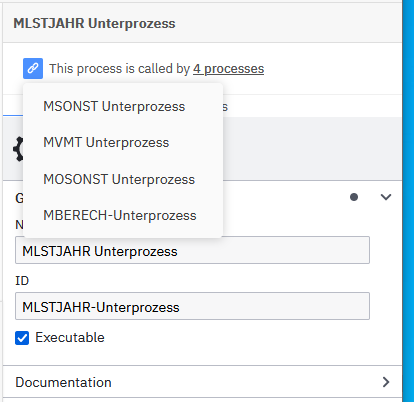 MLSTJAHR Unterprozess
This process is called by 4 processes
MSONST Unterprozess
MVMT Unterprozess
MOSONST Unterprozess
MBERECH-Unterprozess
MLSTJAHR Unterprozess
ID
MLSTJAHR-Unterprozess
Executable
Documentation